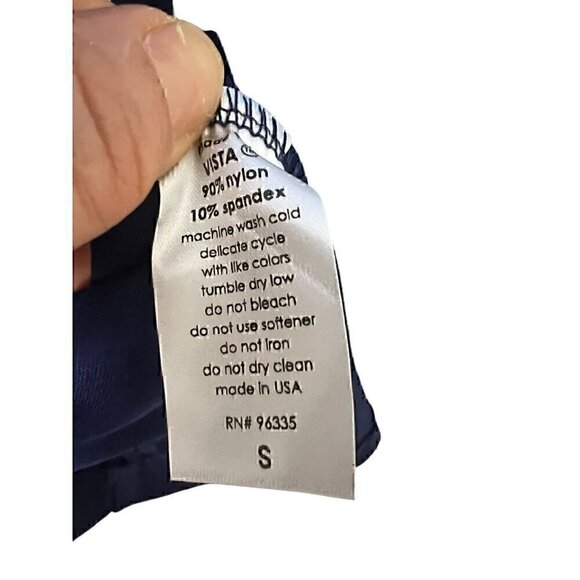 VISTA
90% nylon
10% spandex
machine wash cold
delicate cycle
with like colors
tumble dry low
do not bleach
do not use softener
do not iron
do not dry clean
made in USA
RN# 96335
S